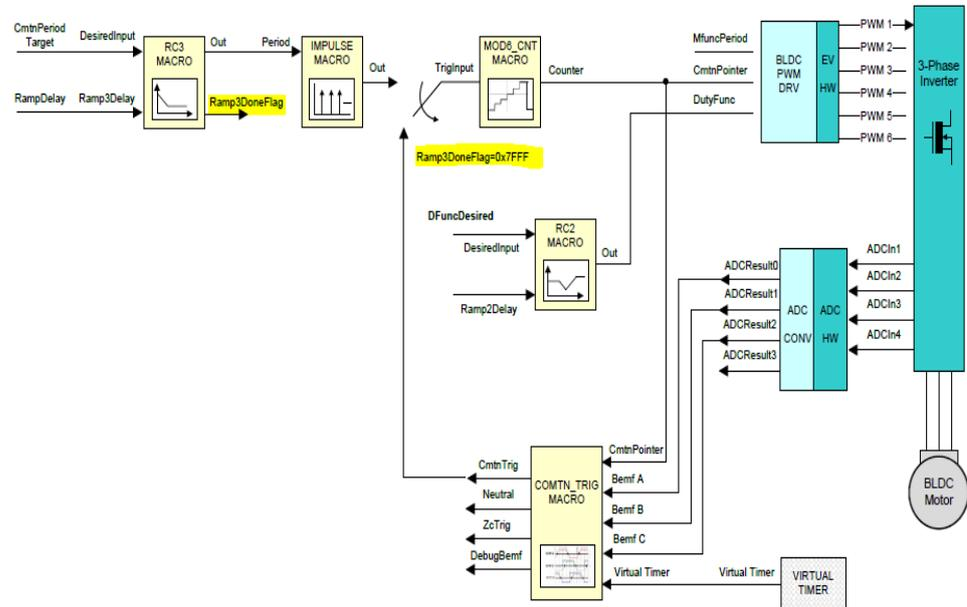 CmtnPeriod
Target
DesiredInput
RC3
MACRO
Out
Period
IMPULSE
MACRO
Out
TrigInput
MOD6_CNT
MACRO
Counter
MfuncPeriod
CmtnPointer
DutyFunc
BLDC
PWM
DRV
EV
HW
PWM 1
PWM 2
PWM 3
PWM 4
PWM 5
PWM 6
3-Phase
Inverter
RampDelay
Ramp3Delay
Ramp3DoneFlag
Ramp3DoneFlag=0x7FFF
DFuncDesired
DesiredInput
RC2
MACRO
Out
Ramp2Delay
ADCResult0
ADCResult1
ADCResult2
ADCResult3
ADC
CONV
ADC
HW
ADCIn1
ADCIn2
ADCIn3
ADCIn4
CmtnTrig
Neutral
ZcTrig
DebugBemf
COMTN_TRIG
MACRO
CmtnPointer
Bemf A
Bemf B
Bemf C
Virtual Timer
Virtual Timer
VIRTUAL
TIMER
BLDC
Motor